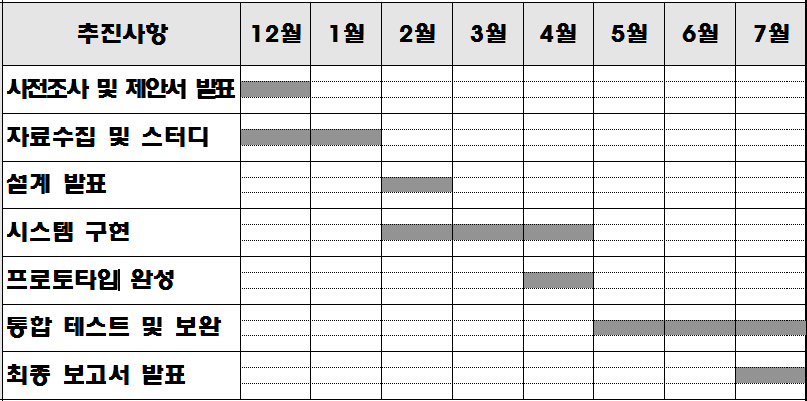 추진사항 12월 1월 2월 3월 4월 5월 6월 7월
사전조사 및 제안서 발표
자료수집 및 스터디
설계 발표
시스템 구현
프로토타입 완성
통합 테스트 및 보완
최종 보고서 발표